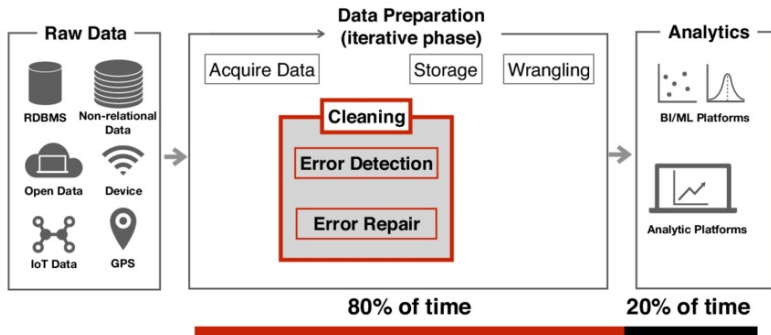 Raw Data
RDBMS
Non-relational
Data
Open Data
Device
IoT Data
GPS
Data Preparation
(iterative phase)
Acquire Data
Storage
Wrangling
Cleaning
Error Detection
Error Repair
Analytics
BI/ML Platforms
Analytic Platforms
80% of time
20% of time